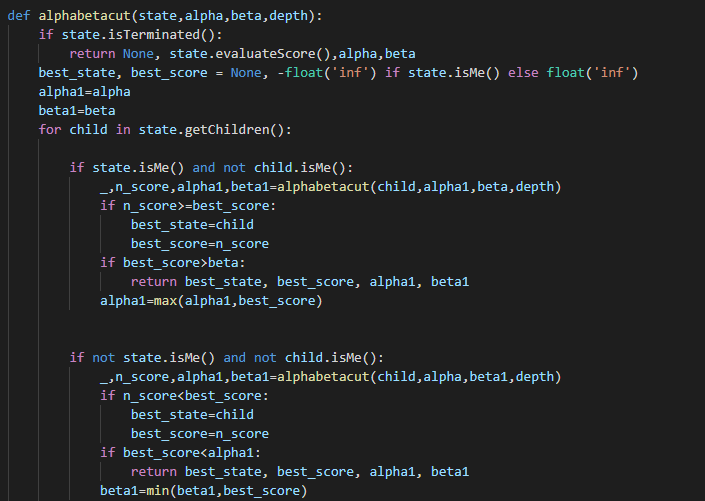 def alphabetacut(state,alpha,beta,depth):
    if state.isTerminated():
        return None, state.evaluateScore(),alpha,beta
    best_state, best_score = None, -float('inf') if state.isMe() else float('inf')
    alpha1=alpha
    beta1=beta
    for child in state.getChildren():
        if state.isMe() and not child.isMe():
            _,n_score,alpha1,beta1=alphabetacut(child,alpha1,beta,depth)
            if n_score>=best_score:
                best_state=child
                best_score=n_score
            if best_score>beta:
                return best_state, best_score, alpha1, beta1
            alpha1=max(alpha1,best_score)
        if not state.isMe() and not child.isMe():
            _,n_score,alpha1,beta1=alphabetacut(child,alpha,beta1,depth)
            if n_score<best_score:
                best_state=child
                best_score=n_score
            if best_score<alpha1:
                return best_state, best_score, alpha1, beta1
            beta1=min(beta1,best_score)